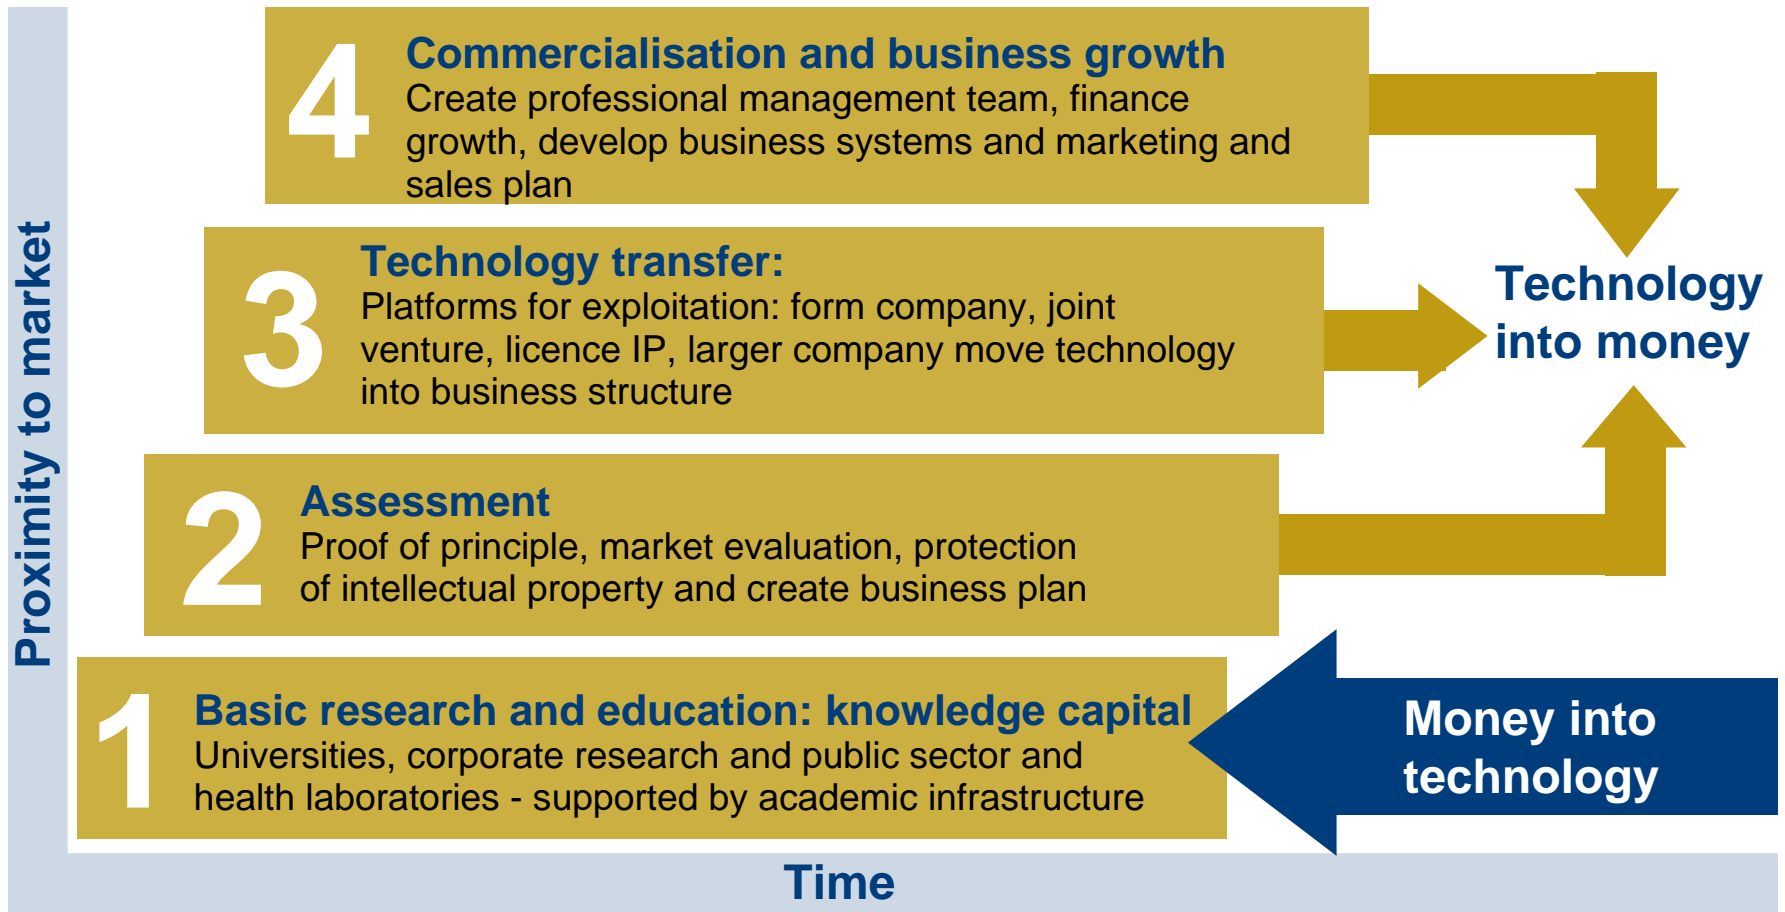 4
Commercialisation and business growth
Create professional management team, finance
growth, develop business systems and marketing and
sales plan
3
Technology transfer:
Platforms for exploitation: form company, joint
venture, licence IP, larger company move technology
into business structure
2
Assessment
Proof of principle, market evaluation, protection
of intellectual property and create business plan
1
Basic research and education: knowledge capital
Universities, corporate research and public sector and
health laboratories - supported by academic infrastructure
Technology
into money
Money into
technology
Proximity to market
Time